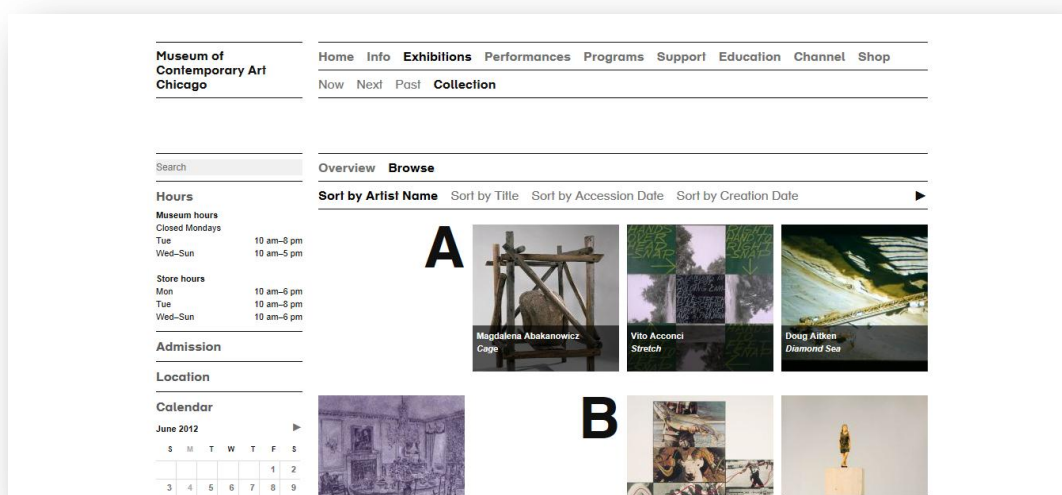 Museum of
Contemporary Art
Chicago
Home Info Exhibitions Performances Programs Support Education Channel Shop
Now Next Past Collection
Search
Overview Browse
Hours
Sort by Artist Name Sort by Title Sort by Accession Date Sort by Creation Date
Museum hours
Closed Mondays
Tue 10 am–8 pm
Wed–Sun 10 am–5 pm
Store hours
Mon 10 am–6 pm
Tue 10 am–8 pm
Wed–Sun 10 am–6 pm
Admission
Location
Calendar
June 2012
S M T W T F S
1 2
3 4 5 6 7 8 9
A
Magdalena Abakanowicz
Cage
Vito Acconci
Stretch
Doug Aitken
Diamond Sea
B